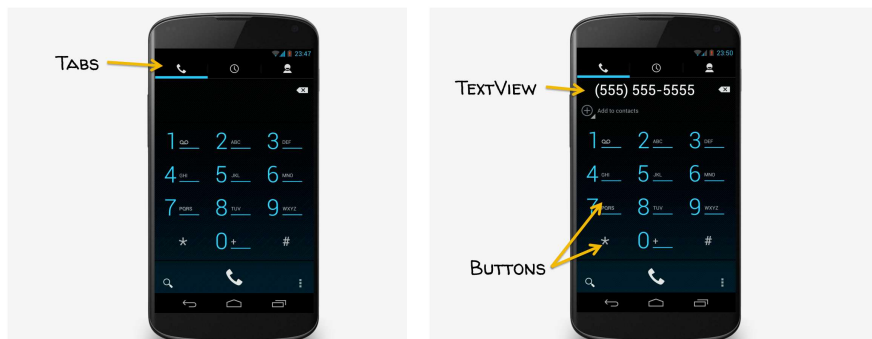 TABS
23:47
1
2 ABC
3 DEF
4 GHI
5 JKL
6 MNO
7 PQRS
8 TUV
9 WXYZ
*
0 +
#
TEXTVIEW
BUTTONS
23:50
(555) 555-5555
Add to contacts
1
2 ABC
3 DEF
4 GHI
5 JKL
6 MNO
7 PQRS
8 TUV
9 WXYZ
*
0 +
#